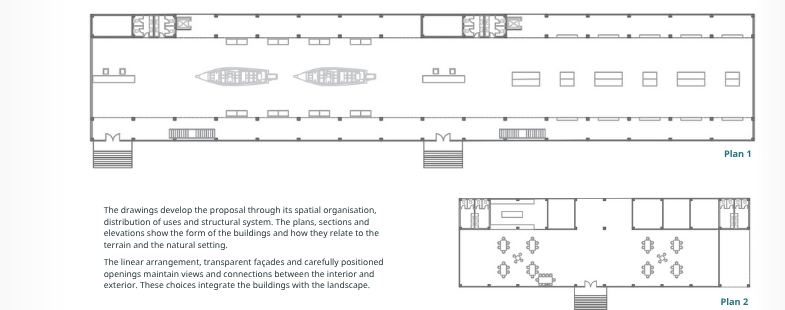 Plan 1
The drawings develop the proposal through its spatial organisation,
distribution of uses and structural system. The plans, sections and
elevations show the form of the buildings and how they relate to the
terrain and the natural setting.
The linear arrangement, transparent façades and carefully positioned
openings maintain views and connections between the interior and
exterior. These choices integrate the buildings with the landscape.
Plan 2